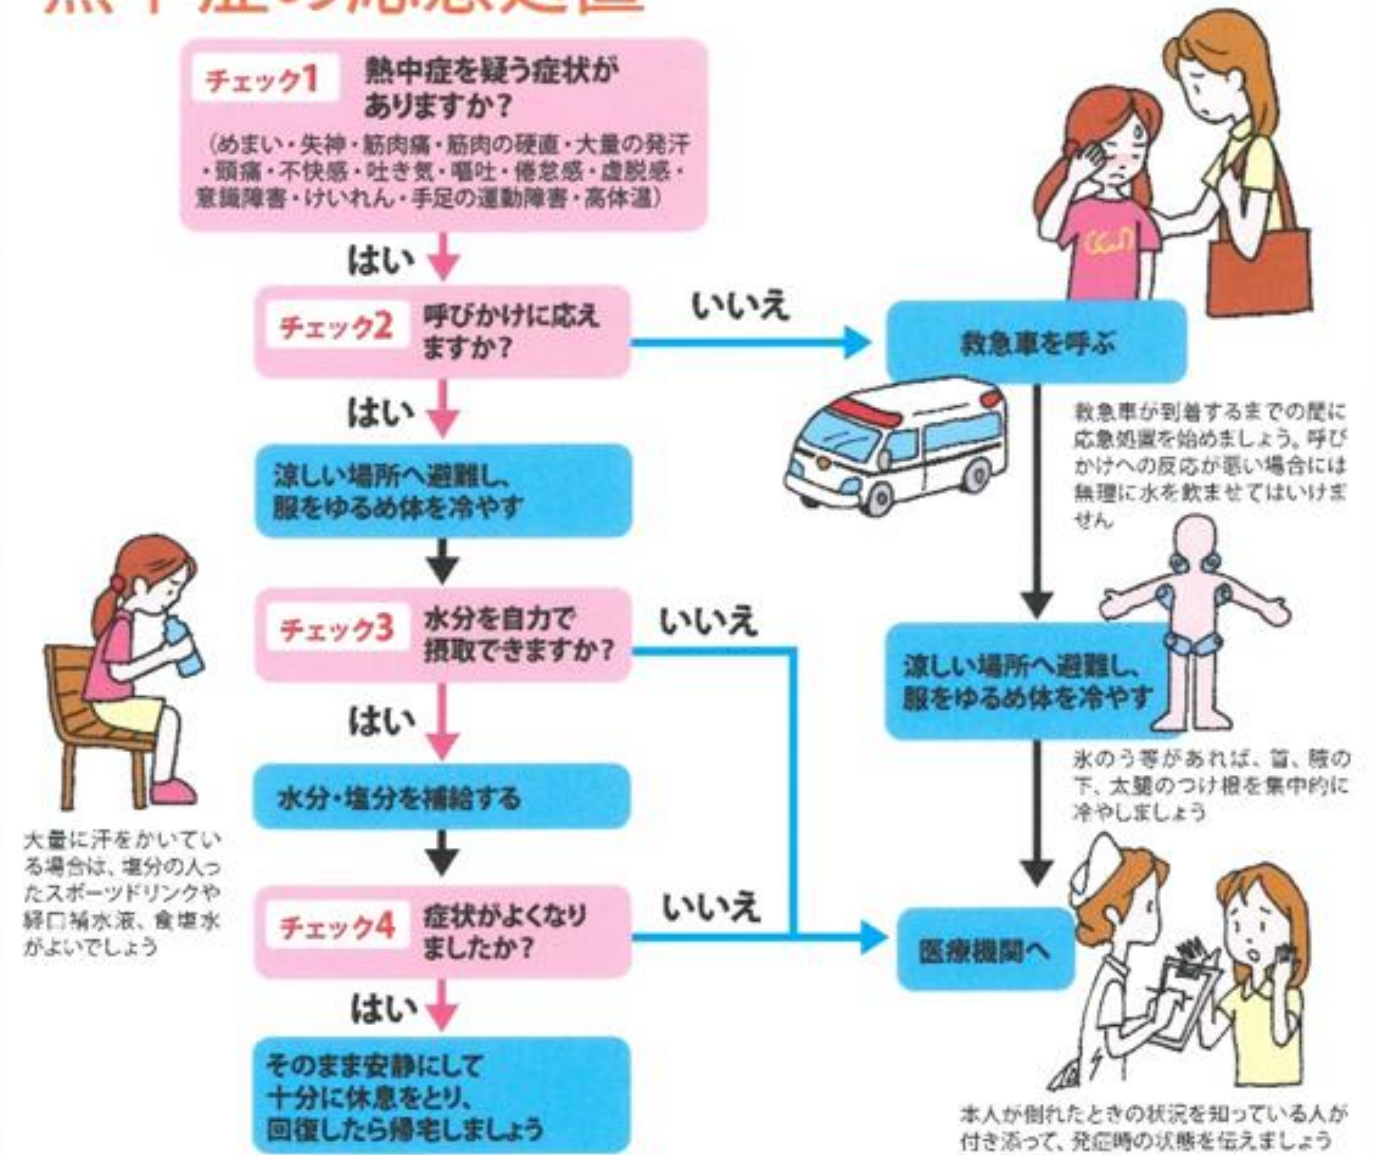 熱中症の応急処置
チェック1
熱中症を疑う症状が
ありますか?
(めまい・失神・筋肉痛・筋肉の硬直・大量の発汗
・頭痛・不快感・吐き気・嘔吐・倦怠感・虚脱感・
意識障害・けいれん・手足の運動障害・高体温)
はい
チェック2
呼びかけに応え
ますか?
いいえ
救急車を呼ぶ
救急車が到着するまでの間に
応急処置を始めましょう。呼び
かけへの反応が悪い場合には
無理に水を飲ませてはいけま
せん
はい
涼しい場所へ避難し、
服をゆるめ体を冷やす
チェック3
水分を自力で
摂取できますか?
いいえ
涼しい場所へ避難し、
服をゆるめ体を冷やす
氷のう等があれば、首、腋の
下、太腿のつけ根を集中的に
冷やしましょう
はい
水分・塩分を補給する
大量に汗をかいてい
る場合は、塩分の入っ
たスポーツドリンクや
経口補水液、食塩水
がよいでしょう
チェック4
症状がよくなり
ましたか?
いいえ
医療機関へ
はい
そのまま安静にして
十分に休息をとり、
回復したら帰宅しましょう
本人が倒れたときの状況を知っている人が
付き添って、発症時の状態を伝えましょう